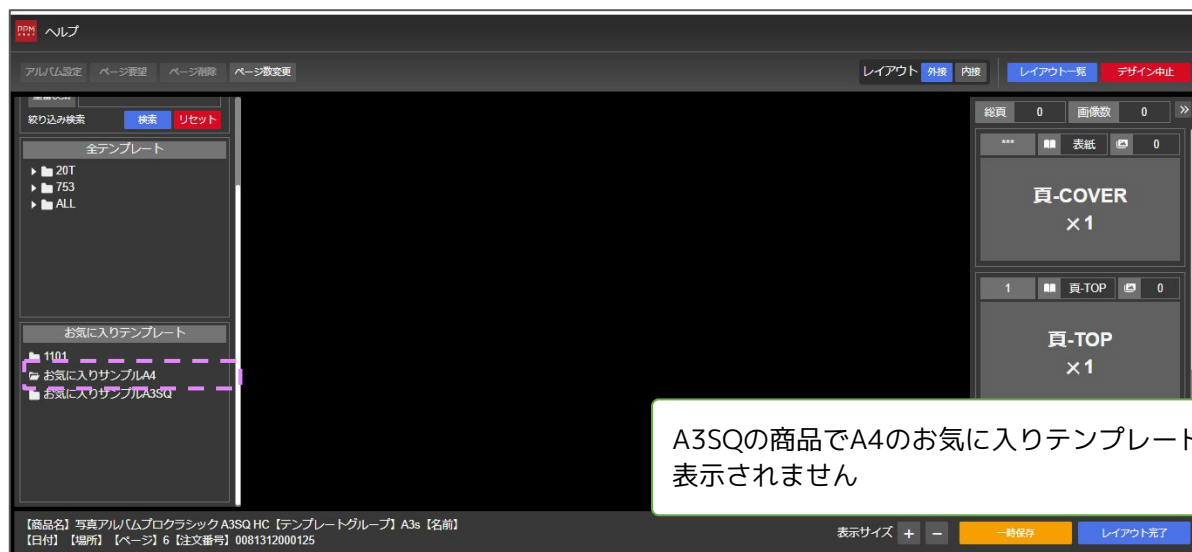 PPM ヘルプ
アルバム設定 ページ要望 ページ削除 ページ数変更
レイアウト 外接 内接 レイアウト一覧 デザイン中止
絞り込み検索 検索 リセット
全テンプレート
20T
753
ALL
お気に入りテンプレート
1101
お気に入りサンプルA4
お気に入りサンプルA3SQ
総頁 0 画像数 0 »
*** 表紙 0
頁-COVER
×1
1 頁-TOP 0
頁-TOP
×1
A3SQの商品でA4のお気に入りテンプレート
表示されません
【商品名】写真アルバムプロクラシック A3SQ HC【テンプレートグループ】A3s【名前】
【日付】【場所】【ページ】6【注文番号】0081312000125
表示サイズ + − 一時保存 レイアウト完了